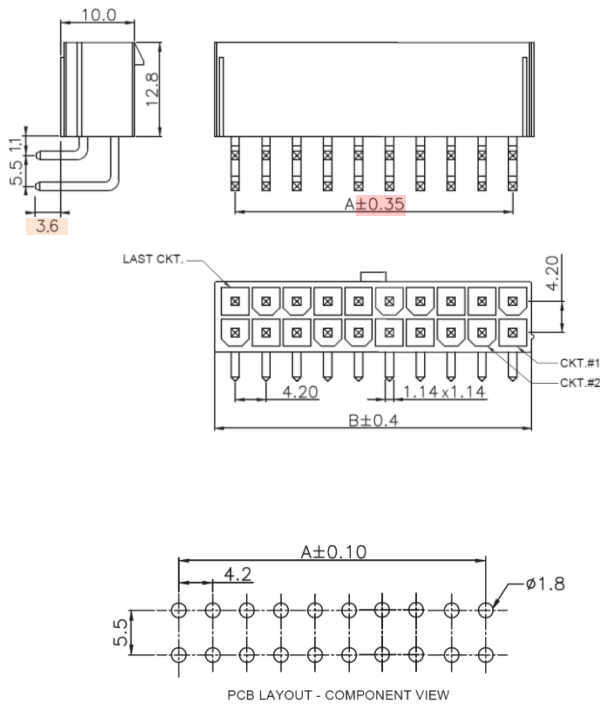 10.0
12.8
1.1
5.5
3.6
A±0.35
LAST CKT.
4.20
CKT.#1
CKT.#2
4.20
1.14x1.14
B±0.4
A±0.10
4.2
ø1.8
5.5
PCB LAYOUT - COMPONENT VIEW